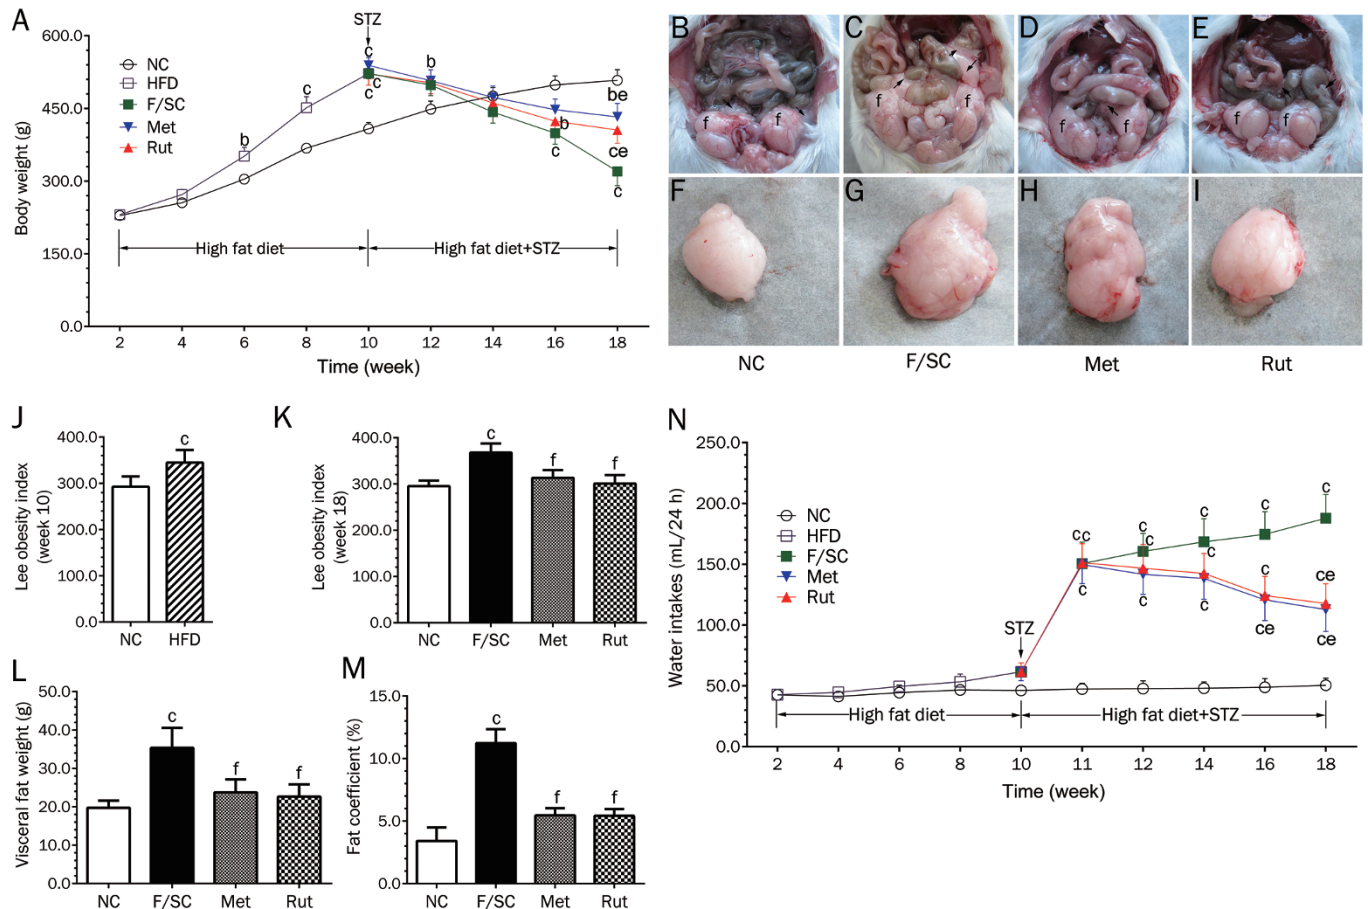 A
STZ
600.0
450.0
300.0
150.0
0.0
Body weight (g)
NC
HFD
F/SC
Met
Rut
b
c
c
c
c
b
b
c
be
ce
c
High fat diet
High fat diet+STZ
2 4 6 8 10 12 14 16 18
Time (week)
B
f
f
C
f
f
D
f
f
E
f
f
F
G
H
I
NC
F/SC
Met
Rut
J
400.0
300.0
200.0
100.0
0.0
Lee obesity index
(week 10)
c
NC HFD
K
400.0
300.0
200.0
100.0
0.0
Lee obesity index
(week 18)
c
f
f
NC F/SC Met Rut
L
50.0
40.0
30.0
20.0
10.0
0.0
Visceral fat weight (g)
c
f
f
NC F/SC Met Rut
M
15.0
10.0
5.0
0.0
Fat coefficient (%)
c
f
f
NC F/SC Met Rut
N
250.0
200.0
150.0
100.0
50.0
0.0
Water intakes (mL/24 h)
NC
HFD
F/SC
Met
Rut
STZ
cc
c
c
c
c
c
c
c
c
c
c
ce
ce
ce
High fat diet
High fat diet+STZ
2 4 6 8 10 11 12 14 16 18
Time (week)